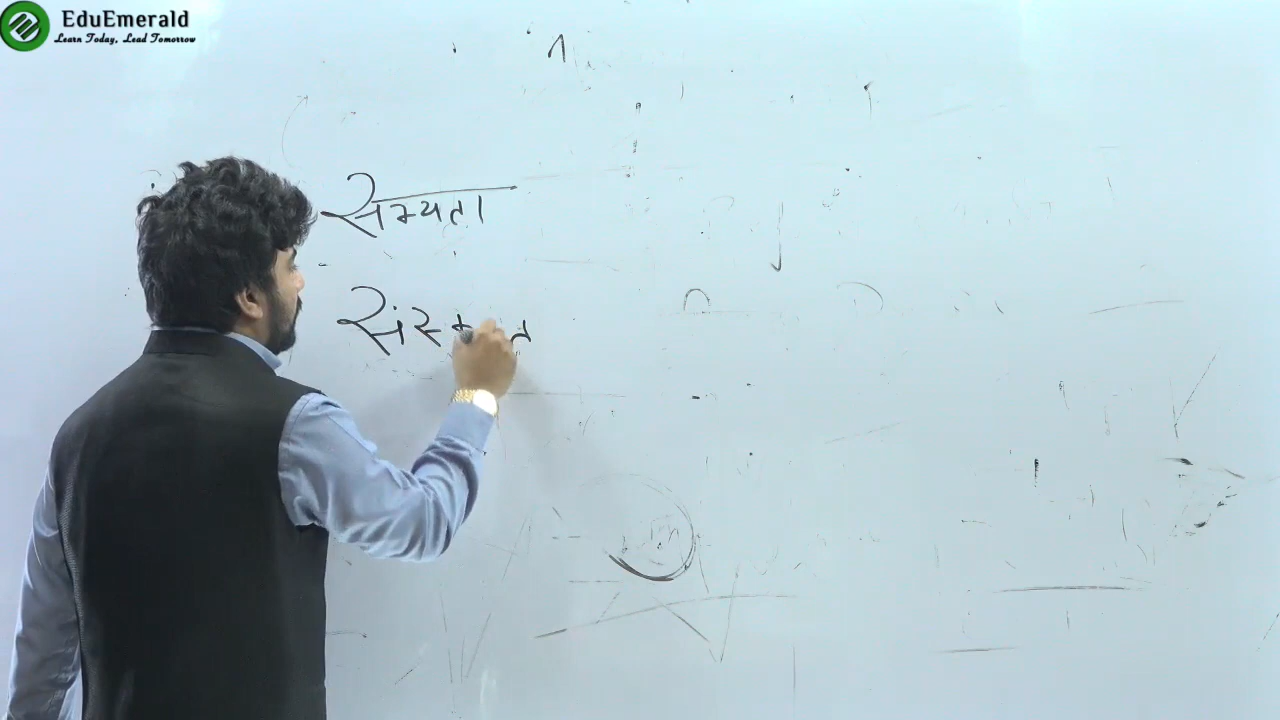 EduEmerald
Learn Today, Lead Tomorrow
सभ्यता